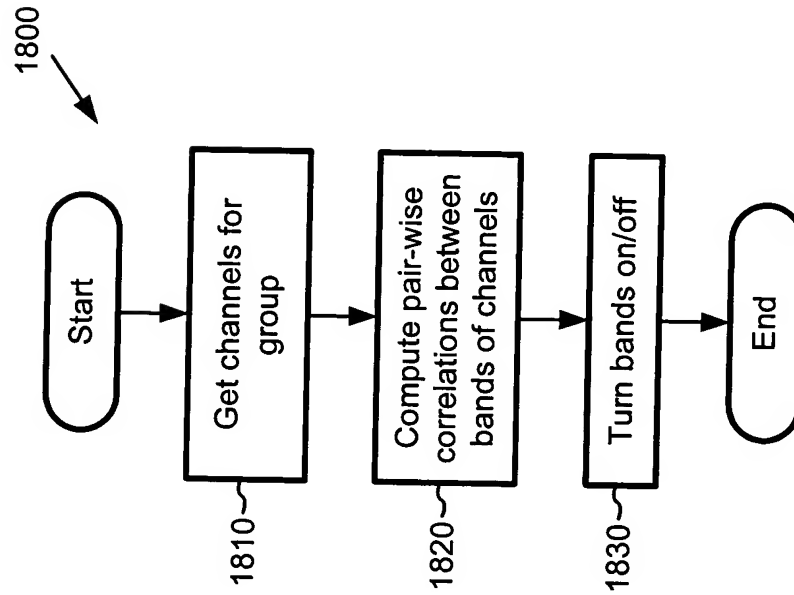 1800
Start
1810
Get channels for
group
1820
Compute pair-wise
correlations between
bands of channels
1830
Turn bands on/off
End